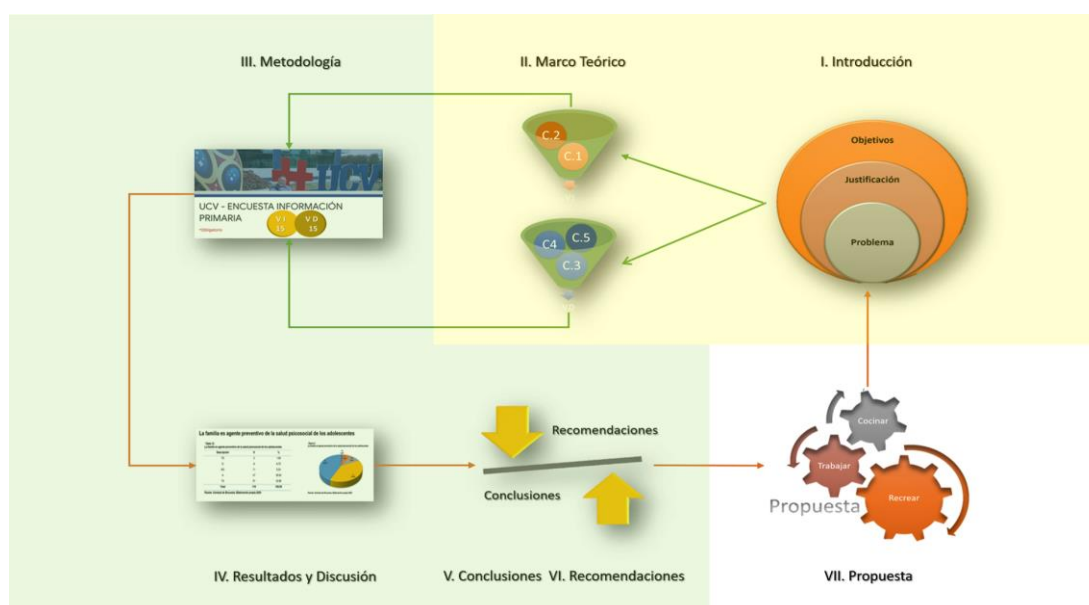 III. Metodología
II. Marco Teórico
I. Introducción
C.2
C.1
Objetivos
Justificación
Problema
UCV
UCV - ENCUESTA INFORMACIÓN
PRIMARIA
*Obligatorio
V I
15
V D
15
C4
C.5
C.3
La familia es agente preventivo de la salud psicosocial de los adolescentes
Recomendaciones
Conclusiones
Cocinar
Trabajar
Recrear
Propuesta
IV. Resultados y Discusión
V. Conclusiones VI. Recomendaciones
VII. Propuesta